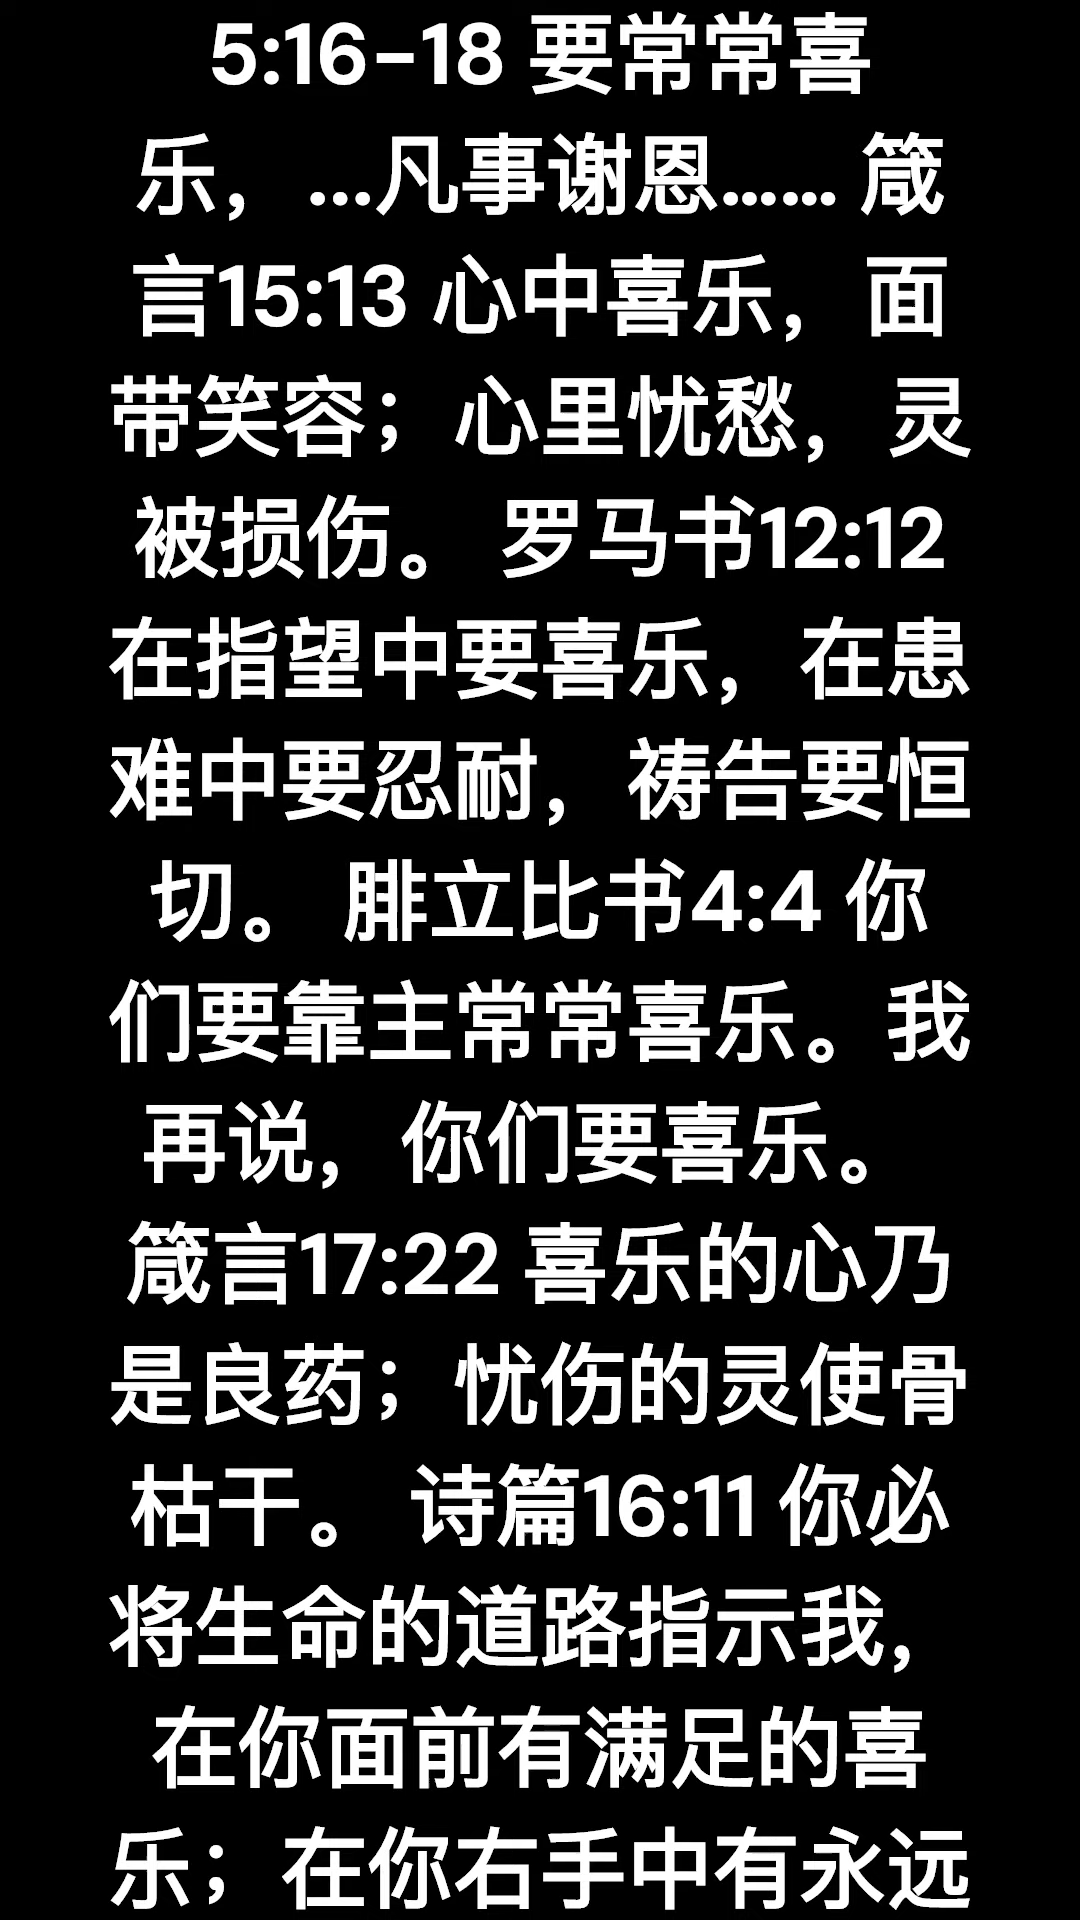 5:16-18 要常常喜
乐，...凡事谢恩…… 箴
言15:13 心中喜乐，面
带笑容；心里忧愁，灵
被损伤。 罗马书12:12
在指望中要喜乐，在患
难中要忍耐，祷告要恒
切。 腓立比书4:4 你
们要靠主常常喜乐。我
再说，你们要喜乐。
箴言17:22 喜乐的心乃
是良药；忧伤的灵使骨
枯干。 诗篇16:11 你必
将生命的道路指示我，
在你面前有满足的喜
乐；在你右手中有永远